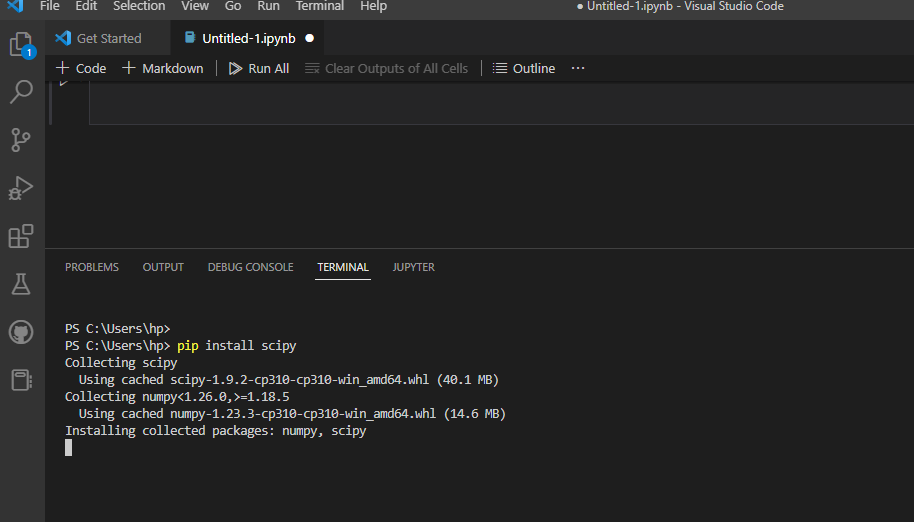 File Edit Selection View Go Run Terminal Help ● Untitled-1.ipynb - Visual Studio Code
1
Get Started Untitled-1.ipynb ●
+ Code + Markdown Run All Clear Outputs of All Cells Outline ···
PROBLEMS OUTPUT DEBUG CONSOLE TERMINAL JUPYTER
PS C:\Users\hp>
PS C:\Users\hp> pip install scipy
Collecting scipy
  Using cached scipy-1.9.2-cp310-cp310-win_amd64.whl (40.1 MB)
Collecting numpy<1.26.0,>=1.18.5
  Using cached numpy-1.23.3-cp310-cp310-win_amd64.whl (14.6 MB)
Installing collected packages: numpy, scipy